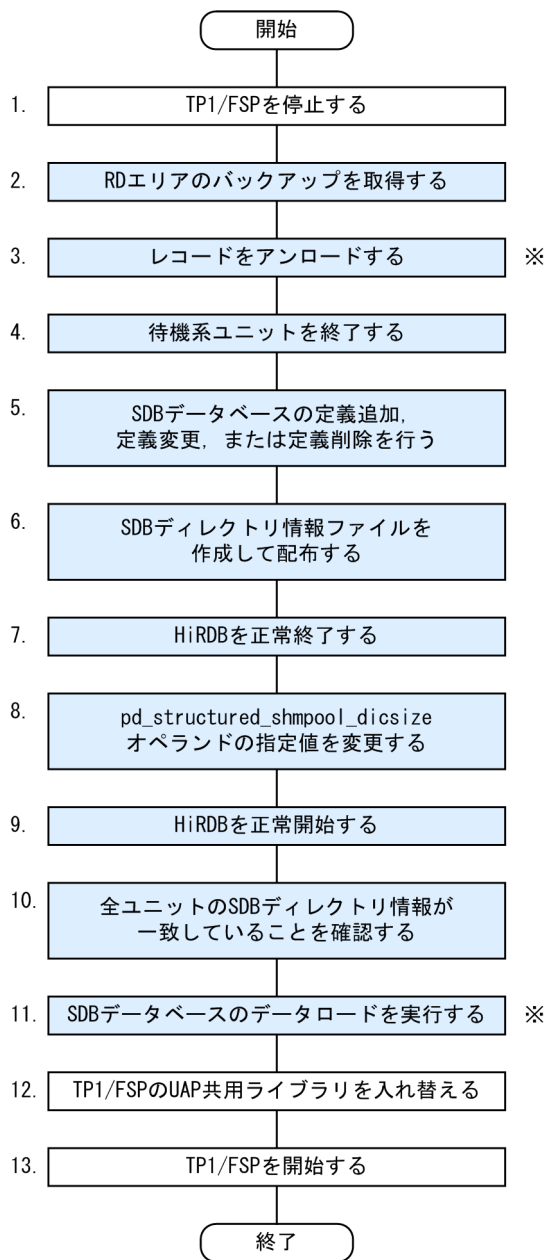 開始
1. TP1/FSPを停止する
2. RDエリアのバックアップを取得する
3. レコードをアンロードする ※
4. 待機系ユニットを終了する
5. SDBデータベースの定義追加,
定義変更, または定義削除を行う
6. SDBディレクトリ情報ファイルを
作成して配布する
7. HiRDBを正常終了する
8. pd_structured_shmpool_dicsize
オペランドの指定値を変更する
9. HiRDBを正常開始する
10. 全ユニットのSDBディレクトリ情報が
一致していることを確認する
11. SDBデータベースのデータロードを実行する ※
12. TP1/FSPのUAP共用ライブラリを入れ替える
13. TP1/FSPを開始する
終了